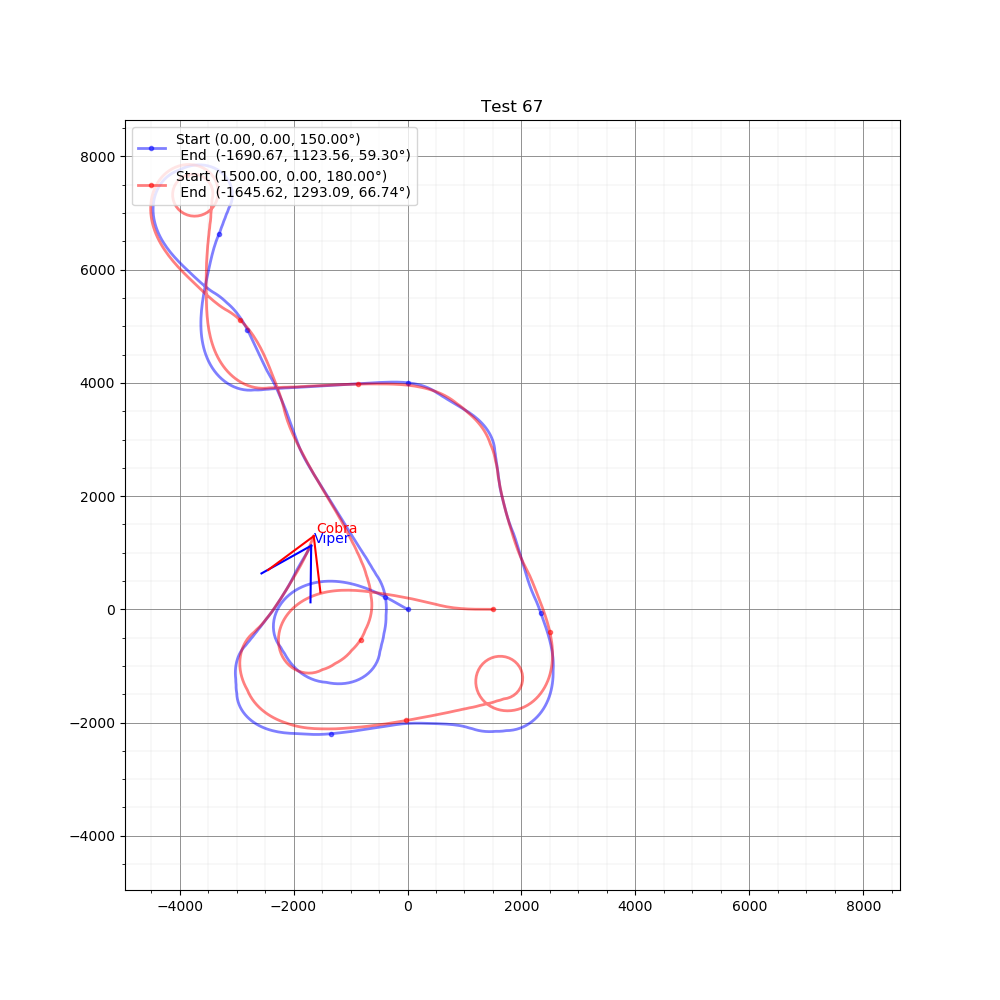 Test 67
Start (0.00, 0.00, 150.00°)
End (-1690.67, 1123.56, 59.30°)
Start (1500.00, 0.00, 180.00°)
End (-1645.62, 1293.09, 66.74°)
8000
6000
4000
2000
0
−2000
−4000
Cobra
Viper
−4000 −2000 0 2000 4000 6000 8000